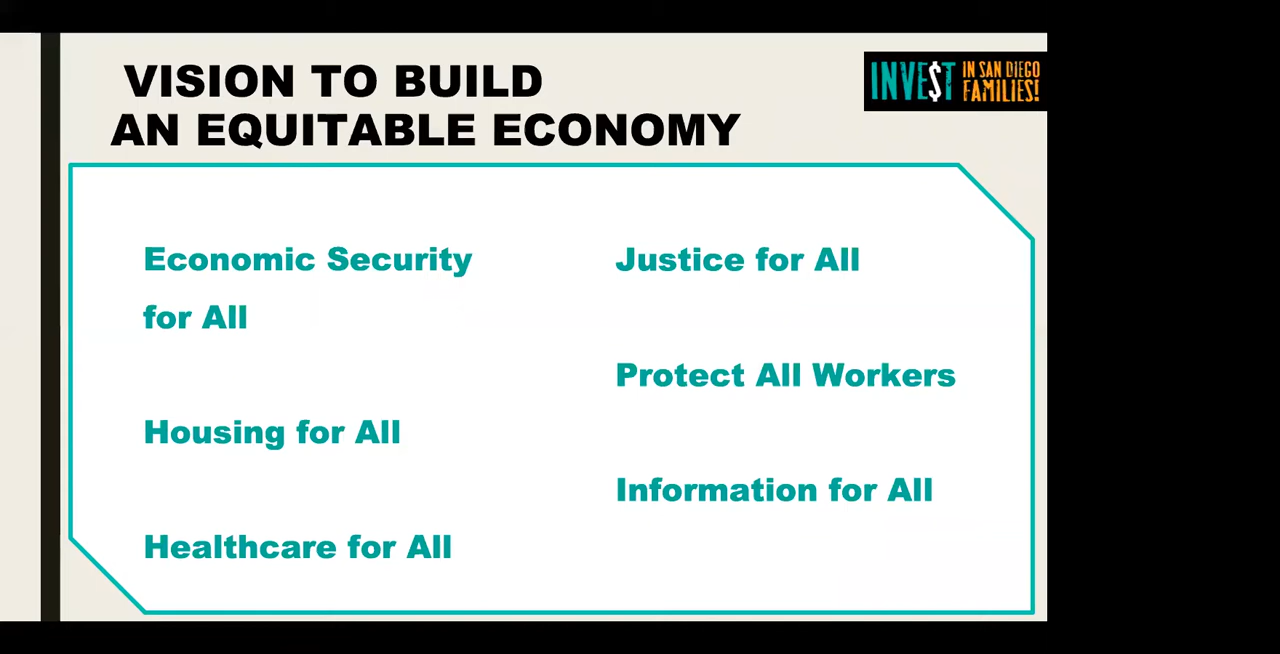 VISION TO BUILD
AN EQUITABLE ECONOMY
INVE$T IN SAN DIEGO
FAMILIES!
Economic Security
for All
Housing for All
Healthcare for All
Justice for All
Protect All Workers
Information for All